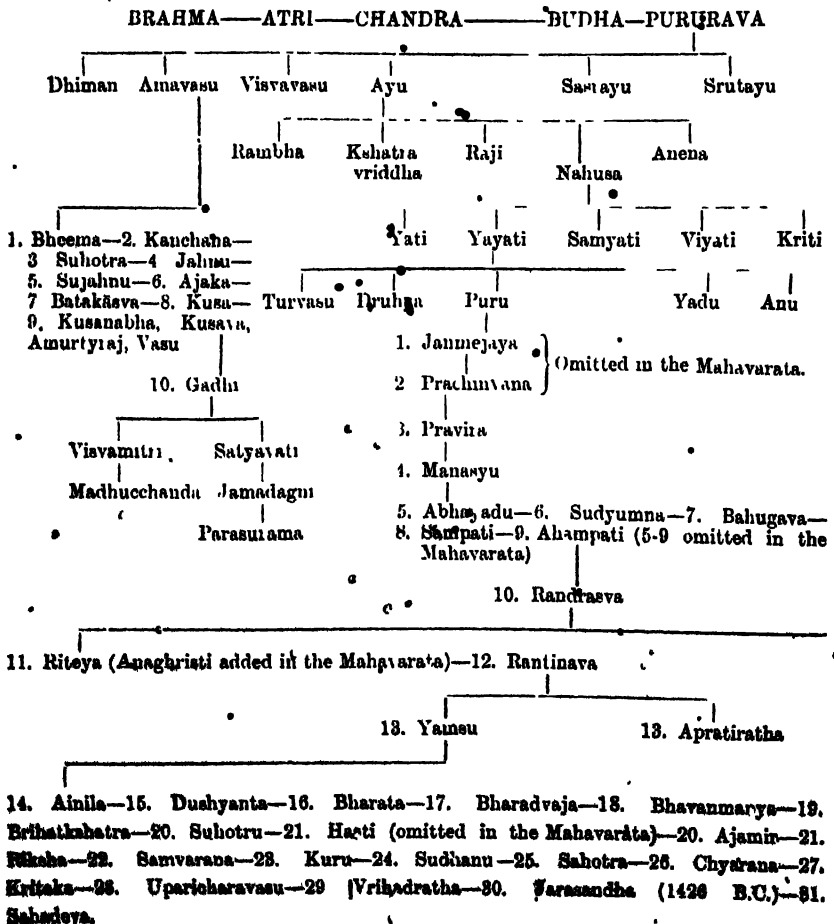 BRAHMA—ATRI—CHANDRA—BUDHA—PURURAVA
Dhiman Amavasu Visvavasu Ayu Satayu Srutayu
Rambha Kshatra Raji Anena
vriddha Nahusa
1. Bheema—2. Kanchana— Yati Yayati Samyati Viyati Kriti
3 Suhotra—4 Jahnu—
5. Sujahnu—6. Ajaka—
7 Batakasva—8. Kusa— Turvasu Druhya Puru Yadu Anu
9. Kusanabha, Kusava,
Amurtyraj, Vasu
1. Janmejaya
Omitted in the Mahavarata.
10. Gadhi 2 Prachinvana
3. Pravira
Visvamitri. Satyavati
4. Manasyu
Madhucchanda Jamadagni
5. Abhayadu—6. Sudyumna—7. Bahugava—
Parasurama 8. Sampati—9. Ahampati (5-9 omitted in the
Mahavarata)
10. Randrasva
11. Riteya (Anaghristi added in the Mahavarata)—12. Rantinava
13. Yamsu 13. Apratiratha
14. Ainila—15. Dushyanta—16. Bharata—17. Bharadvaja—18. Bhavanmanya—19.
Brihatkshatra—20. Suhotru—21. Hasti (omitted in the Mahavarata)—20. Ajamir—21.
Riksha—22. Samvarana—23. Kuru—24. Sudhanu—25. Sahotra—26. Chyavana—27.
Kritaka—28. Uparicharavasu—29 Vrihadratha—30. Jarasandha (1426 B.C.)—31.
Sahadeva.